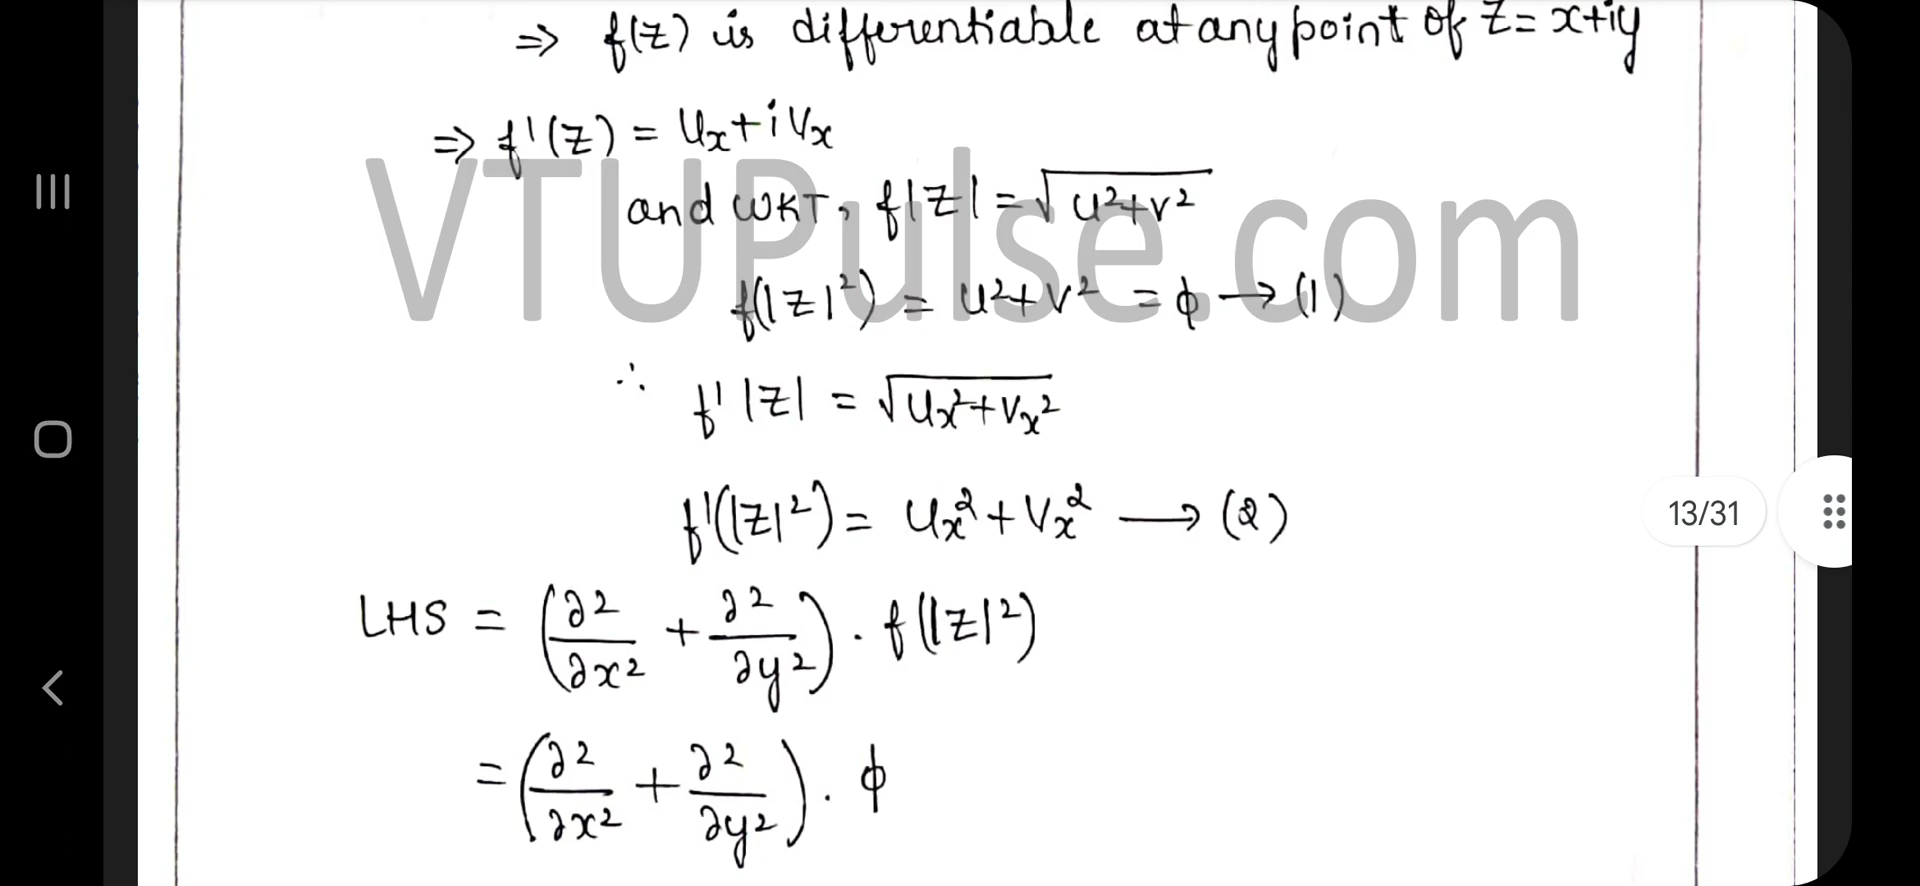 ⇒ f(z) is differentiable at any point of z = x+iy
⇒ f'(z) = Ux + i Vx
and WKT, f|z| = √(u²+v²)
f(|z|²) = u²+v² = ϕ → (1)
∴ f'|z| = √(Ux²+Vx²)
f'(|z|²) = Ux² + Vx² → (2)
LHS = (∂²/∂x² + ∂²/∂y²) . f(|z|²)
= (∂²/∂x² + ∂²/∂y²) . ϕ
VTUPulse.com
13/31